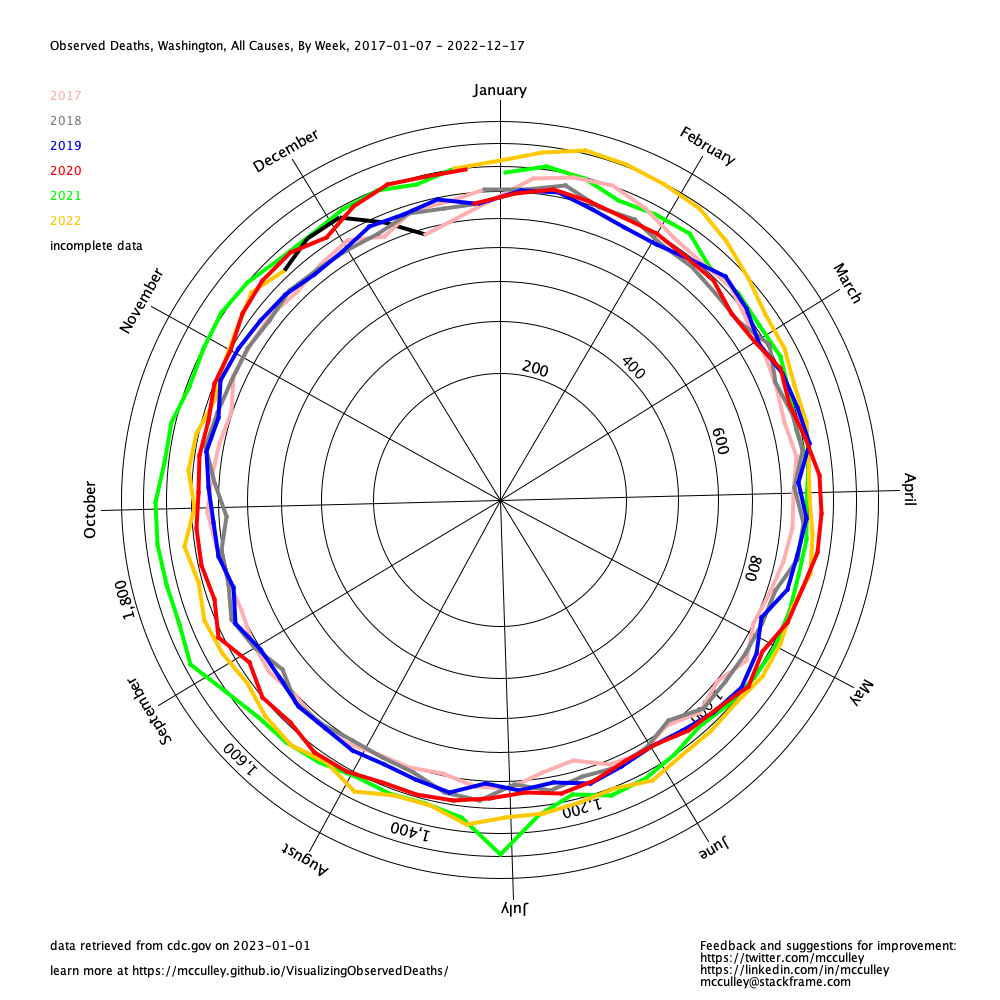 Observed Deaths, Washington, All Causes, By Week, 2017-01-07 - 2022-12-17
2017
2018
2019
2020
2021
2022
incomplete data
January
February
March
April
May
June
July
August
September
October
November
December
200
400
600
800
1,000
1,200
1,400
1,600
1,800
data retrieved from cdc.gov on 2023-01-01
learn more at https://mcculley.github.io/VisualizingObservedDeaths/
Feedback and suggestions for improvement:
https://twitter.com/mcculley
https://linkedin.com/in/mcculley
mcculley@stackframe.com